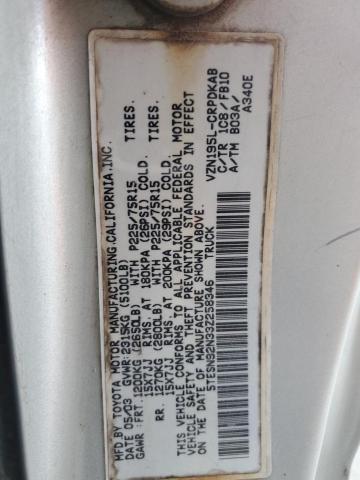 MFD BY TOYOTA MOTOR MANUFACTURING.CALIFORNIA.INC.
DATE 05/03 GVWR:2315KG (5100LB)
GAWR :FRT.1200KG (2650LB) WITH P225/75R15 TIRES.
15X7JJ RIMS. AT 180KPA (26PSI) COLD.
RR. 1270KG (2800LB) WITH P225/75R15 TIRES.
15X7JJ RIMS. AT 200KPA (29PSI) COLD.
THIS VEHICLE CONFORMS TO ALL APPLICABLE FEDERAL MOTOR
VEHICLE SAFETY AND THEFT PREVENTION STANDARDS IN EFFECT
ON THE DATE OF MANUFACTURE SHOWN ABOVE.
5TESN92N33Z259346 TRUCK
VZN195L-CRPDKAB
C/TR 1C8 /FB10
A/TM B03A/ A340E